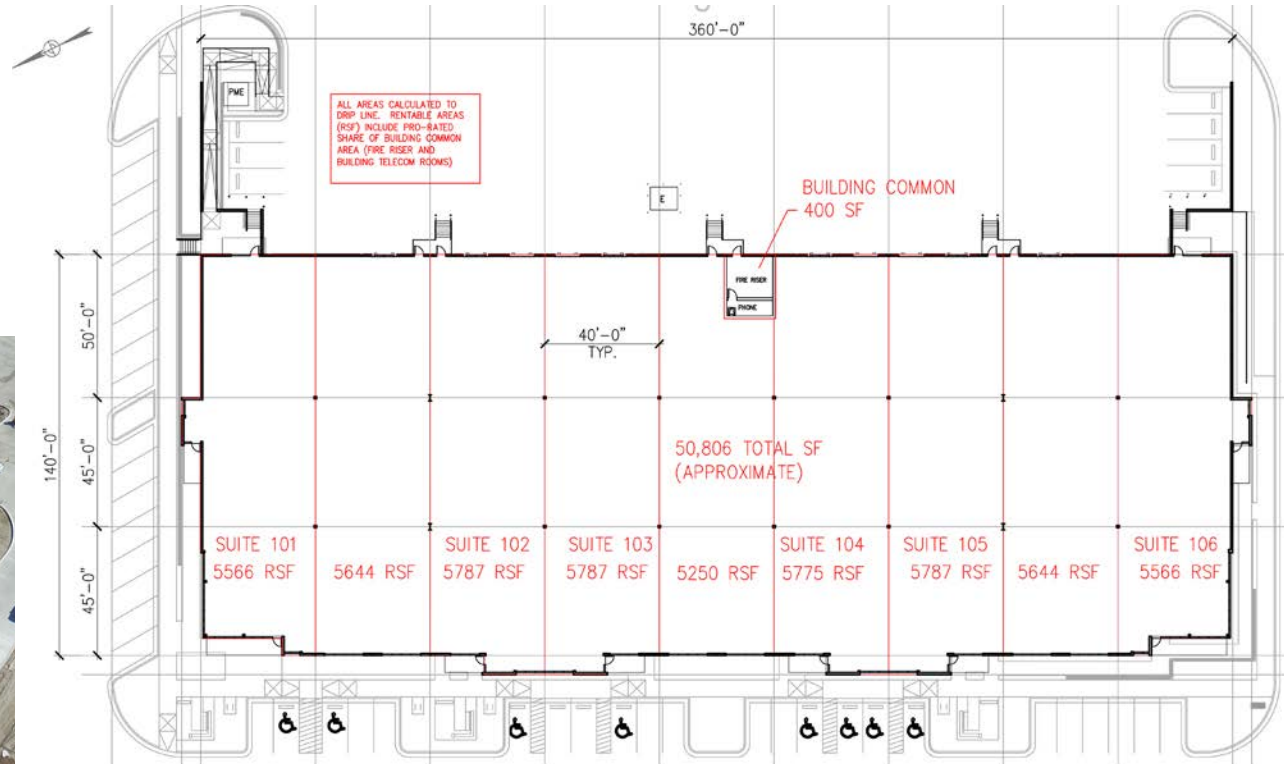 360'-0"
PME
ALL AREAS CALCULATED TO
DRIP LINE. RENTABLE AREAS
(RSF) INCLUDE PRO-RATED
SHARE OF BUILDING COMMON
AREA (FIRE RISER AND
BUILDING TELECOM ROOMS)
E
BUILDING COMMON
400 SF
FIRE RISER
PHONE
50'-0"
40'-0"
TYP.
140'-0"
45'-0"
50,806 TOTAL SF
(APPROXIMATE)
45'-0"
SUITE 101
5566 RSF
5644 RSF
SUITE 102
5787 RSF
SUITE 103
5787 RSF
5250 RSF
SUITE 104
5775 RSF
SUITE 105
5787 RSF
5644 RSF
SUITE 106
5566 RSF